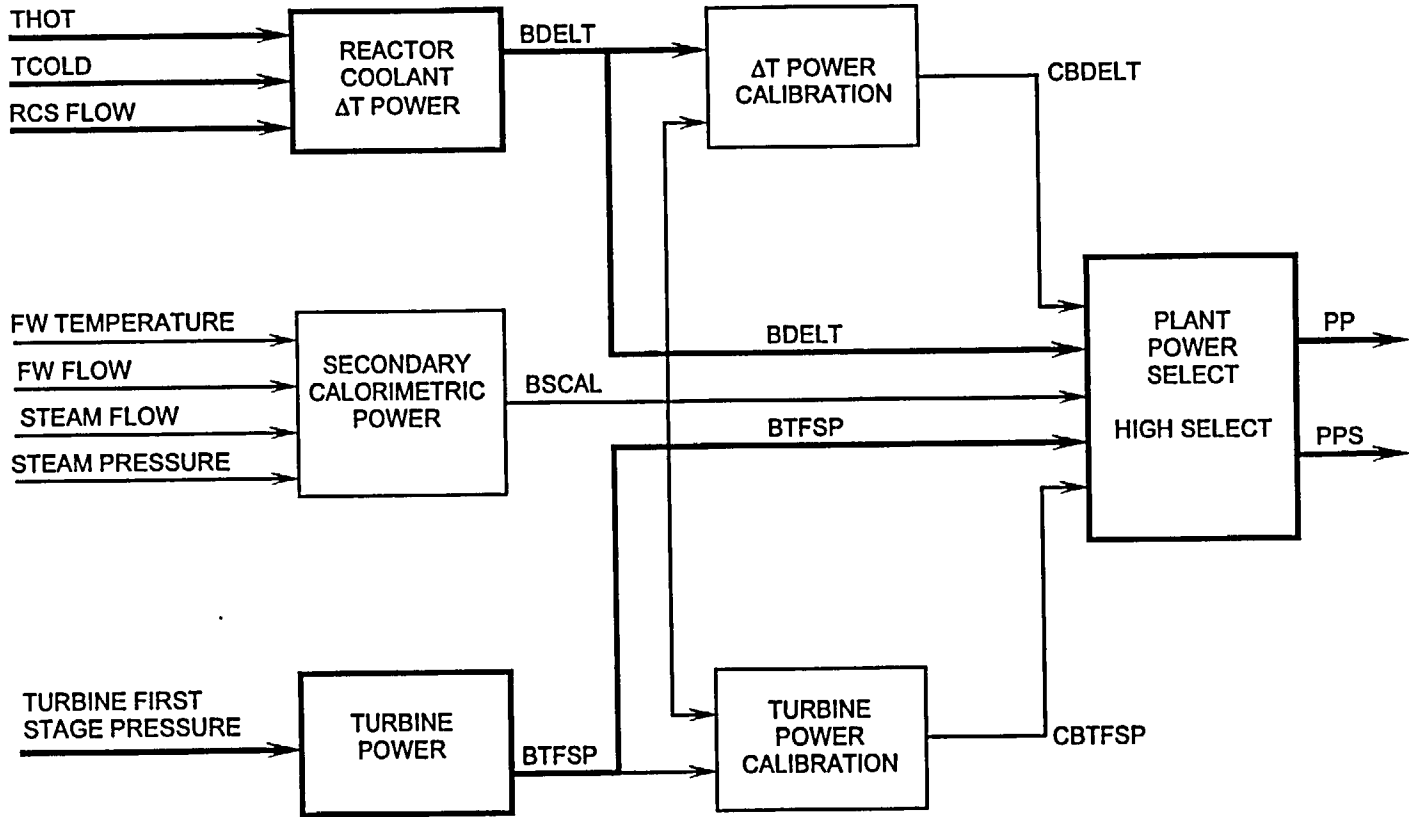 THOT
TCOLD
RCS FLOW
REACTOR
COOLANT
ΔT POWER
BDELT
ΔT POWER
CALIBRATION
CBDELT
FW TEMPERATURE
FW FLOW
STEAM FLOW
STEAM PRESSURE
SECONDARY
CALORIMETRIC
POWER
BSCAL
BDELT
BTFSP
PLANT
POWER
SELECT
HIGH SELECT
PP
PPS
TURBINE FIRST
STAGE PRESSURE
TURBINE
POWER
BTFSP
TURBINE
POWER
CALIBRATION
CBTFSP